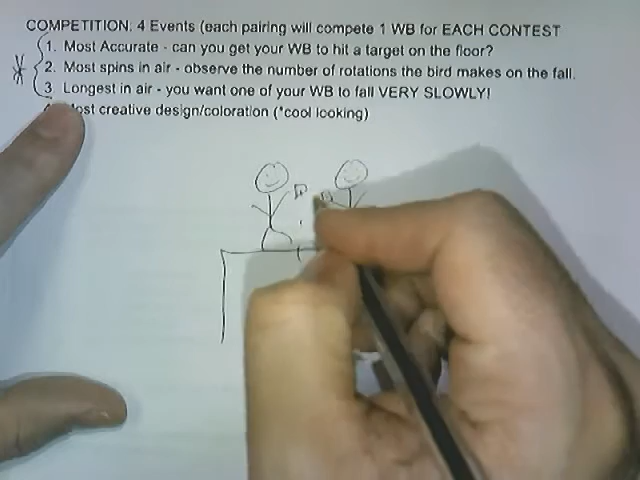 COMPETITION: 4 Events (each pairing will compete 1 WB for EACH CONTEST
1. Most Accurate - can you get your WB to hit a target on the floor?
2. Most spins in air - observe the number of rotations the bird makes on the fall.
3. Longest in air - you want one of your WB to fall VERY SLOWLY!
creative design/coloration (*cool looking)